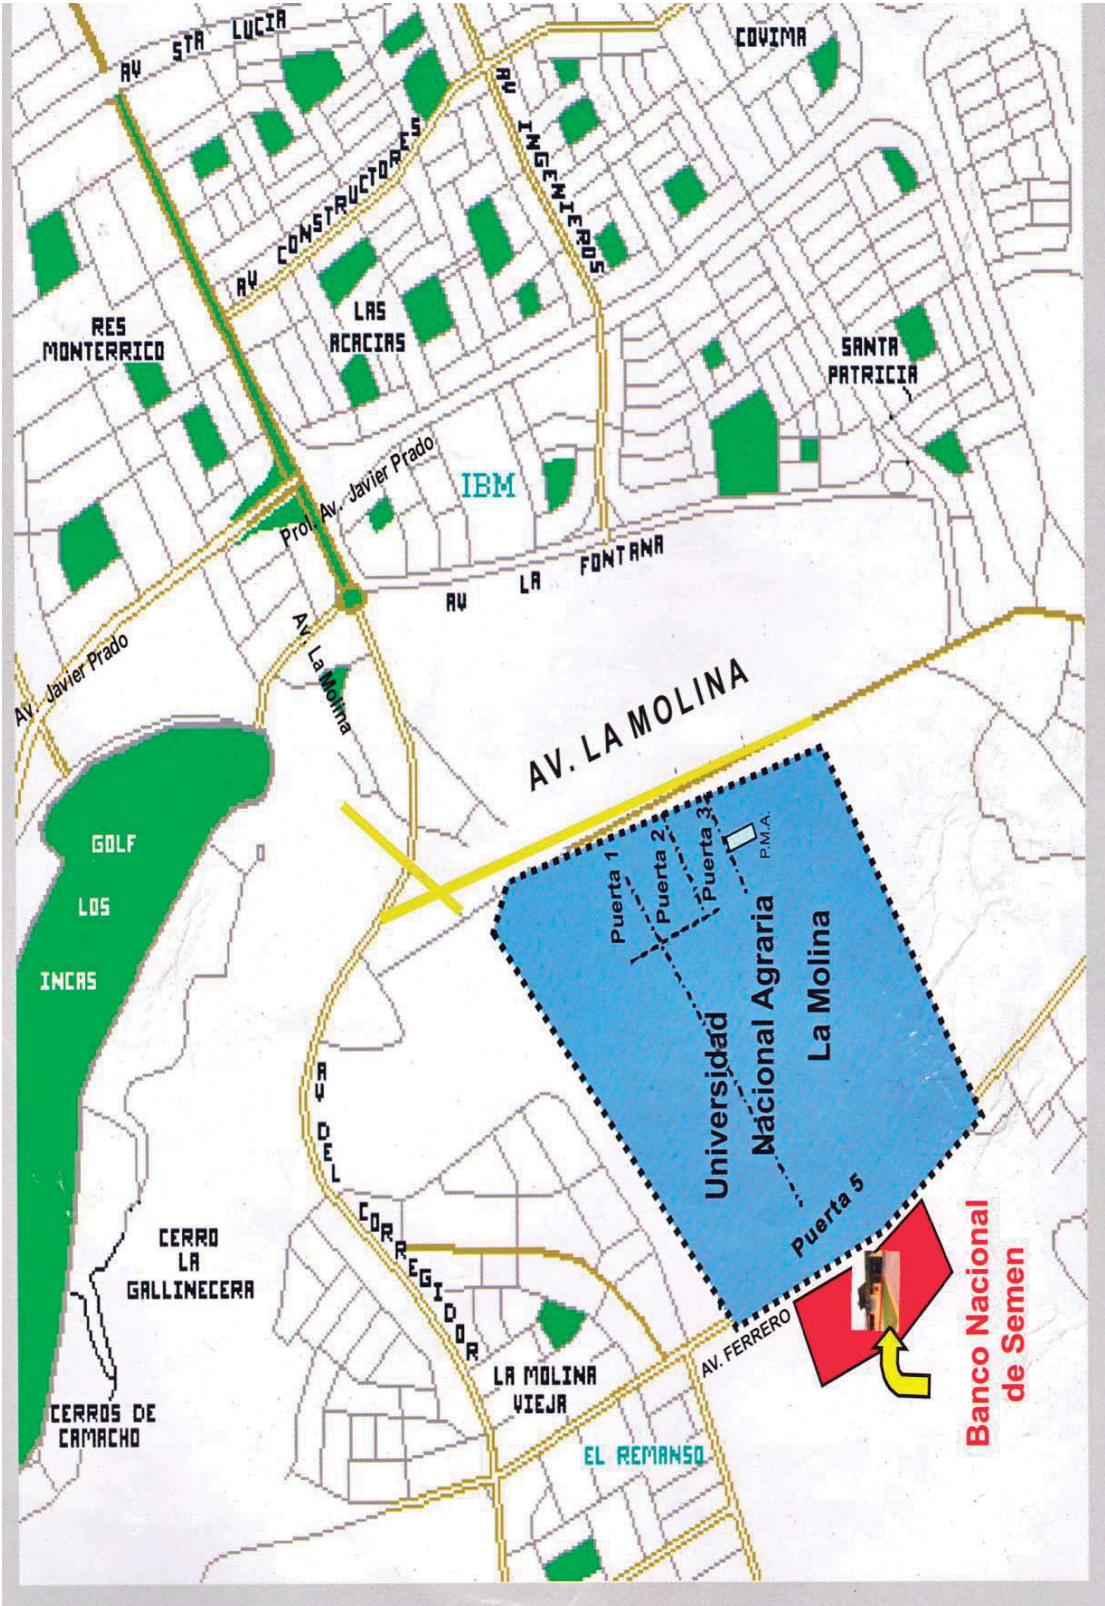 AV STA LUCIA
COVIMA
AV INGENIEROS
AV CONSTRUCTORES
RES
MONTERRICO
LAS
ACACIAS
SANTA
PATRICIA
IBM
Prol. Av. Javier Prado
AV LA FONTANA
Av. Javier Prado
Av. La Molina
AV. LA MOLINA
GOLF
LOS
INCAS
Puerta 1
Puerta 2
Puerta 3
P.M.A.
Universidad
Nacional Agraria
La Molina
AV DEL CORREGIDOR
Puerta 5
CERRO
LA
GALLINECERA
CERROS DE
CAMACHO
LA MOLINA
VIEJA
AV. FERRERO
EL REMANSO
Banco Nacional
de Semen